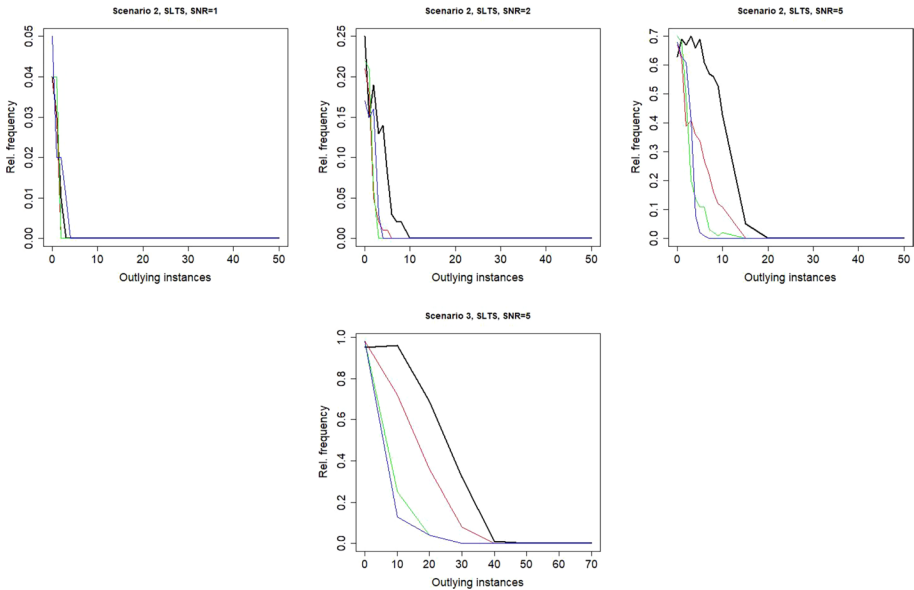 Scenario 2, SLTS, SNR=1
Rel. frequency
0.00 0.01 0.02 0.03 0.04 0.05
0 10 20 30 40 50
Outlying instances
Scenario 2, SLTS, SNR=2
Rel. frequency
0.00 0.05 0.10 0.15 0.20 0.25
0 10 20 30 40 50
Outlying instances
Scenario 2, SLTS, SNR=5
Rel. frequency
0.0 0.1 0.2 0.3 0.4 0.5 0.6 0.7
0 10 20 30 40 50
Outlying instances
Scenario 3, SLTS, SNR=5
Rel. frequency
0.0 0.2 0.4 0.6 0.8 1.0
0 10 20 30 40 50 60 70
Outlying instances